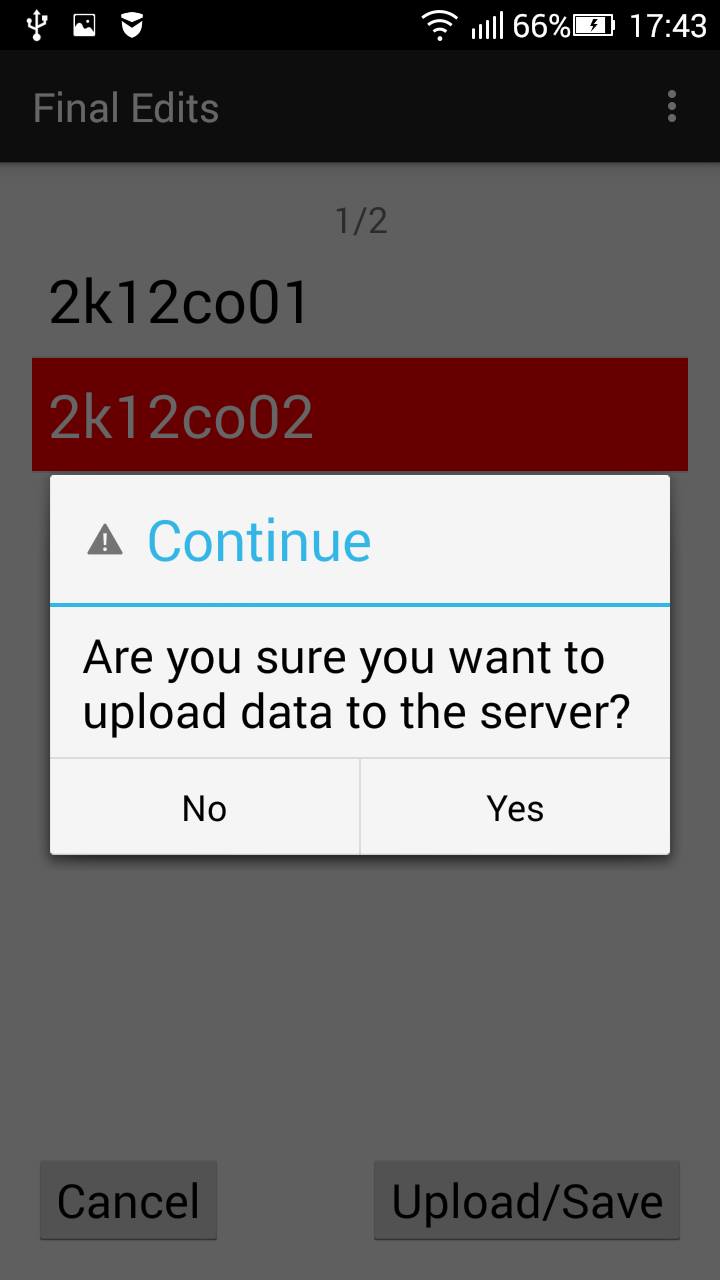 66% 17:43
Final Edits
1/2
2k12co01
2k12co02
Continue
Are you sure you want to
upload data to the server?
No Yes
Cancel Upload/Save